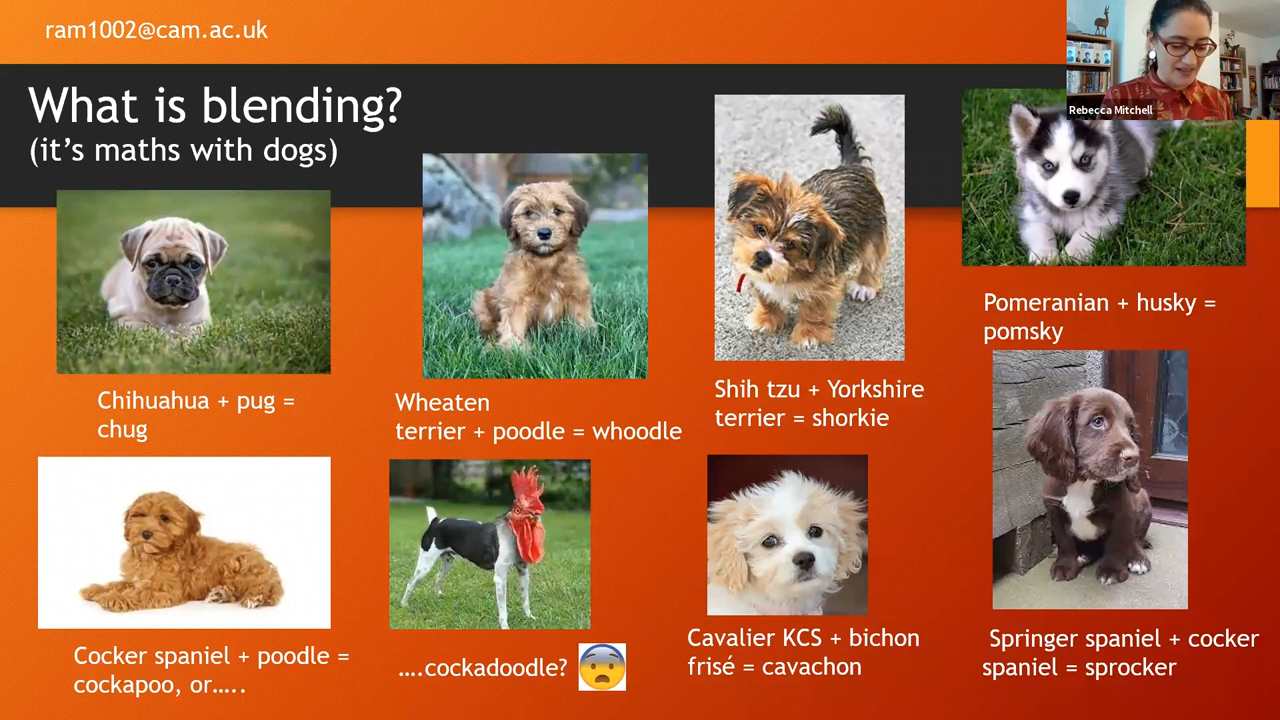 ram1002@cam.ac.uk
What is blending?
(it's maths with dogs)
Rebecca Mitchell
Chihuahua + pug =
chug
Wheaten
terrier + poodle = whoodle
Shih tzu + Yorkshire
terrier = shorkie
Pomeranian + husky =
pomsky
Cocker spaniel + poodle =
cockapoo, or…..
….cockadoodle?
Cavalier KCS + bichon
frisé = cavachon
Springer spaniel + cocker
spaniel = sprocker